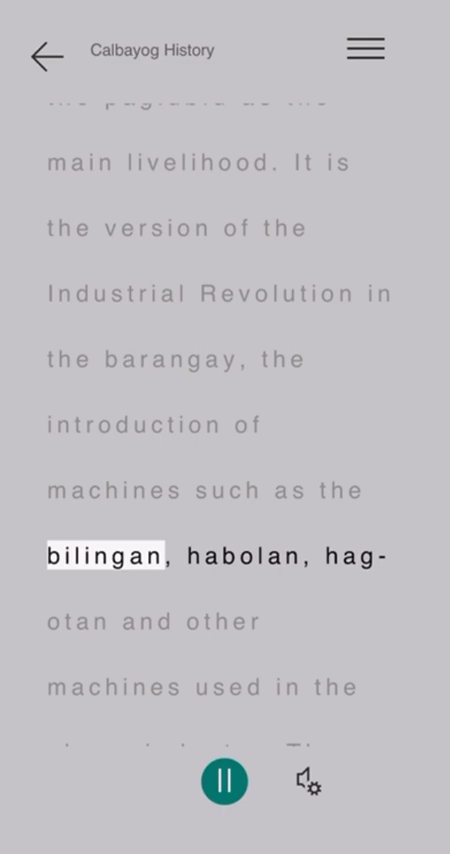 Calbayog History
main livelihood. It is
the version of the
Industrial Revolution in
the barangay, the
introduction of
machines such as the
bilingan, habolan, hag-
otan and other
machines used in the